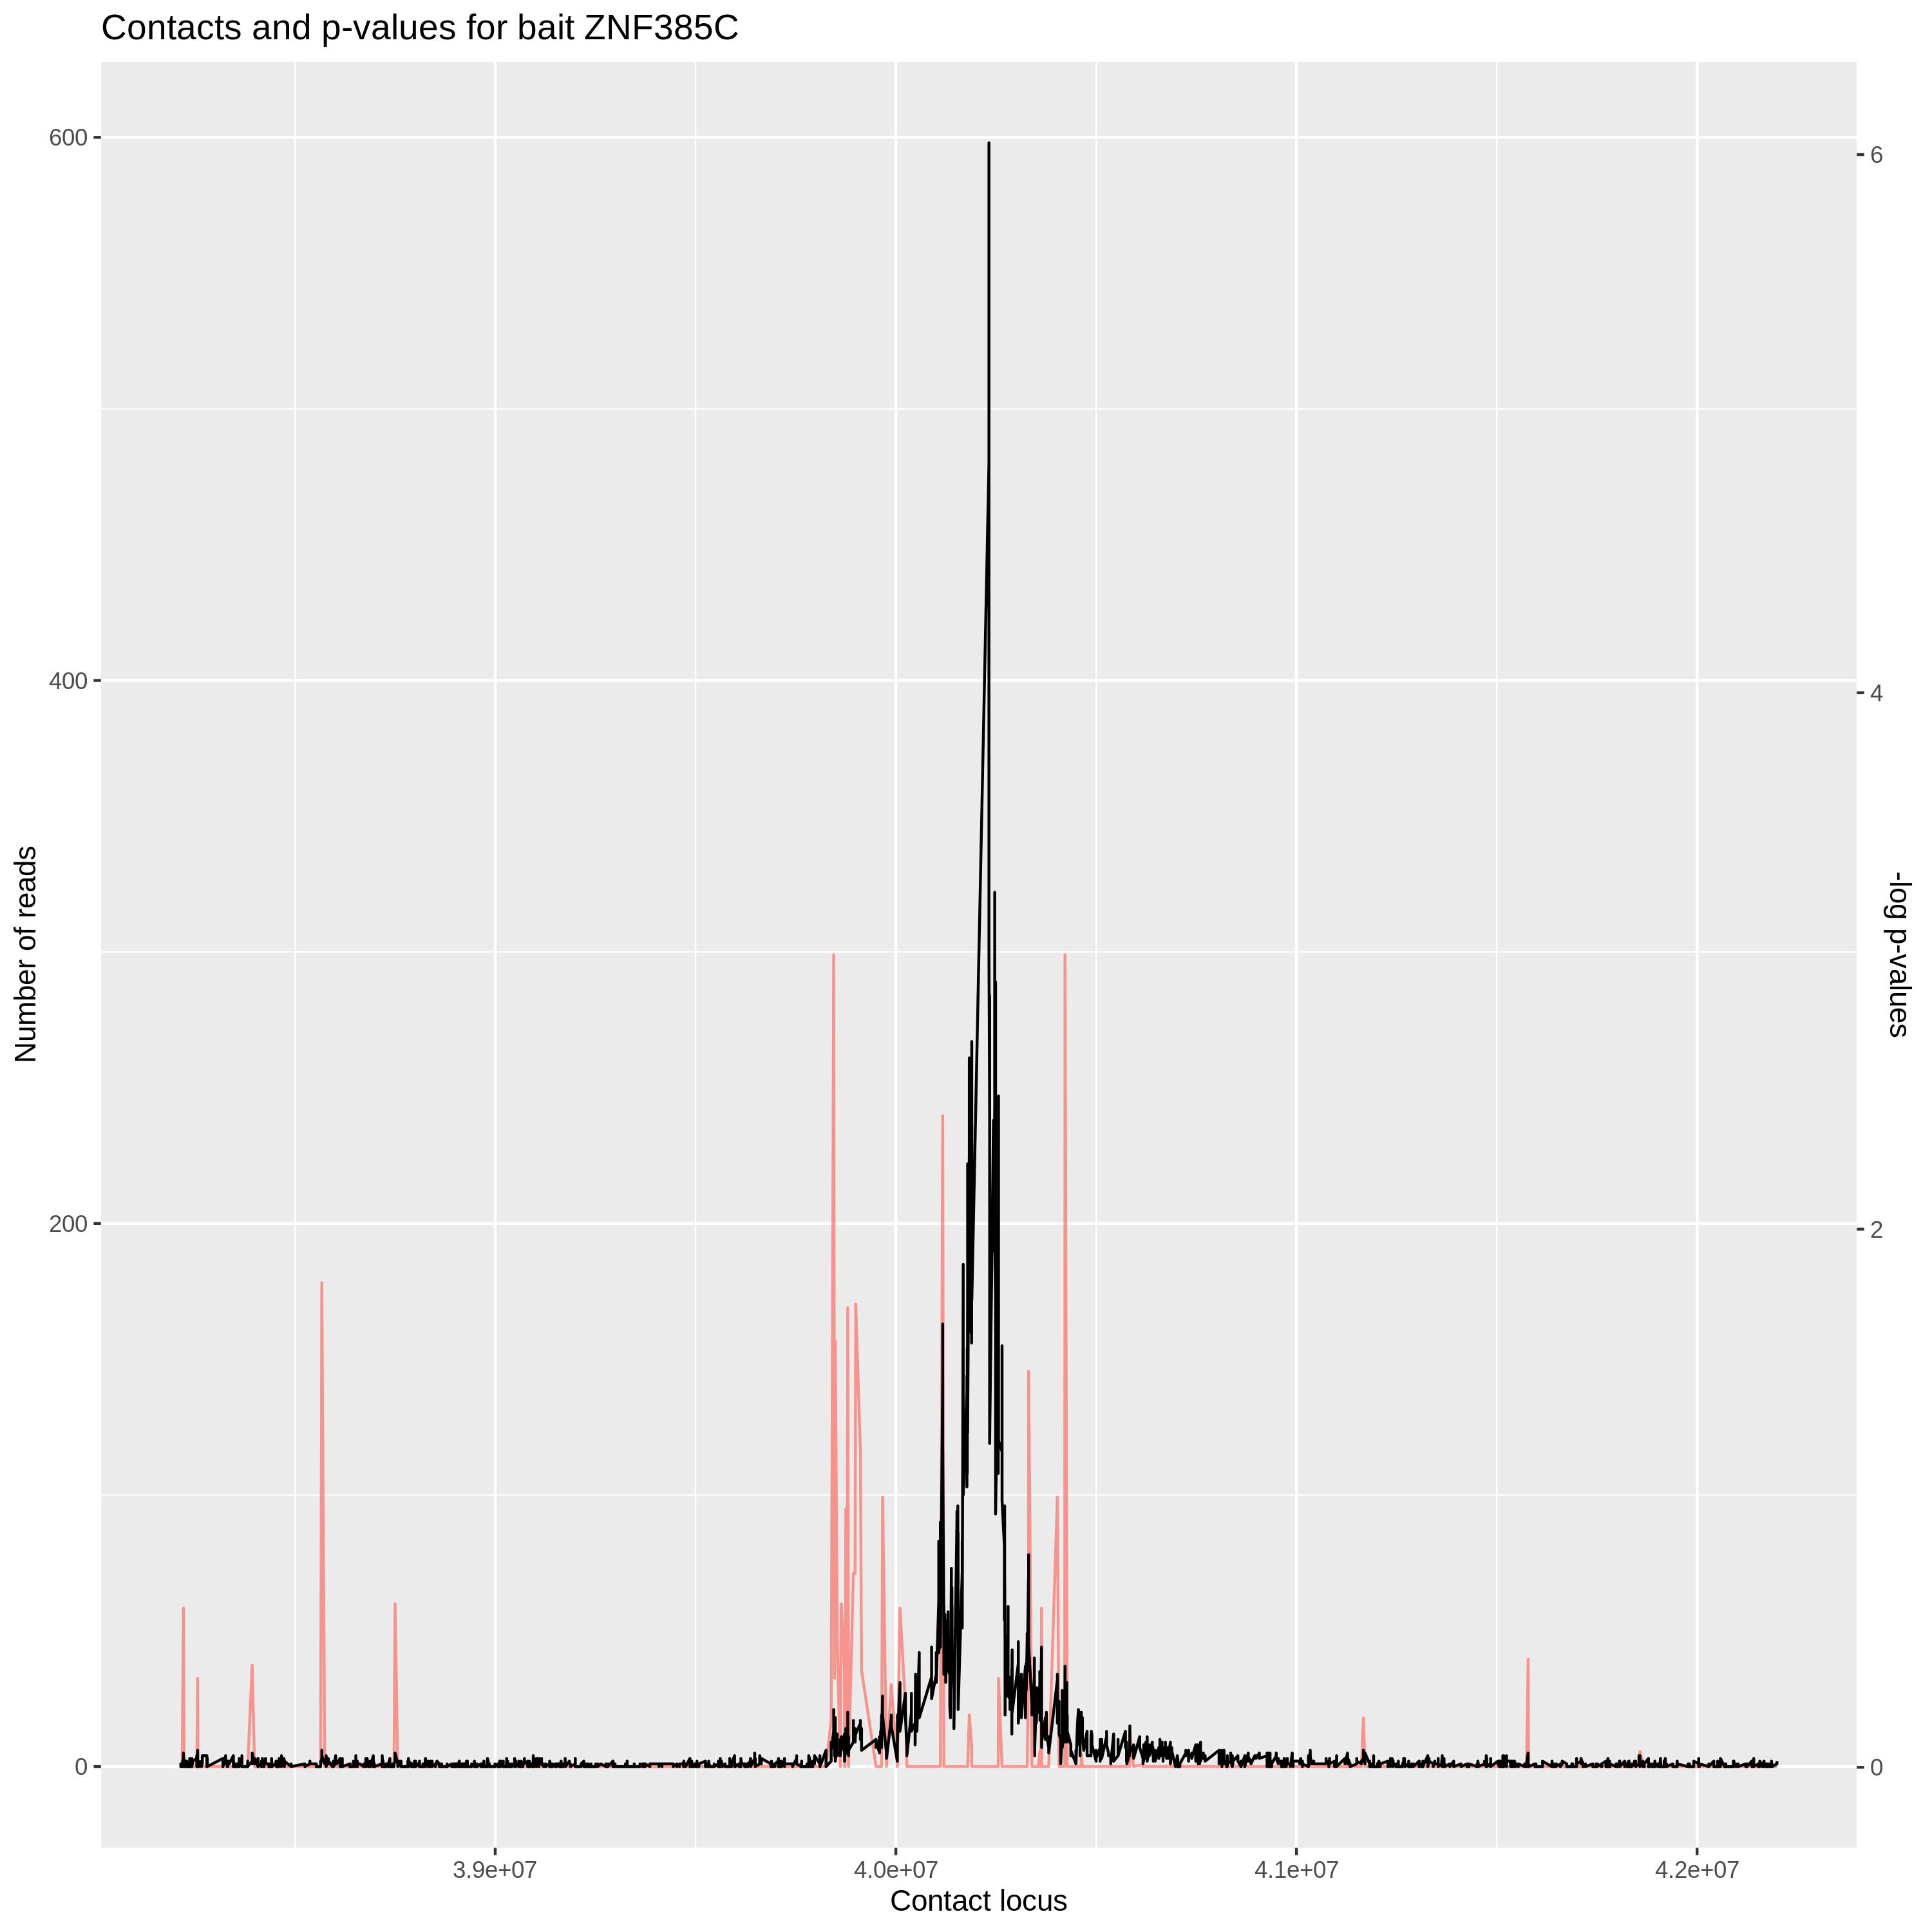 Contacts and p-values for bait ZNF385C
600
400
200
0
6
4
2
0
Number of reads
-log p-values
3.9e+07
4.0e+07
4.1e+07
4.2e+07
Contact locus